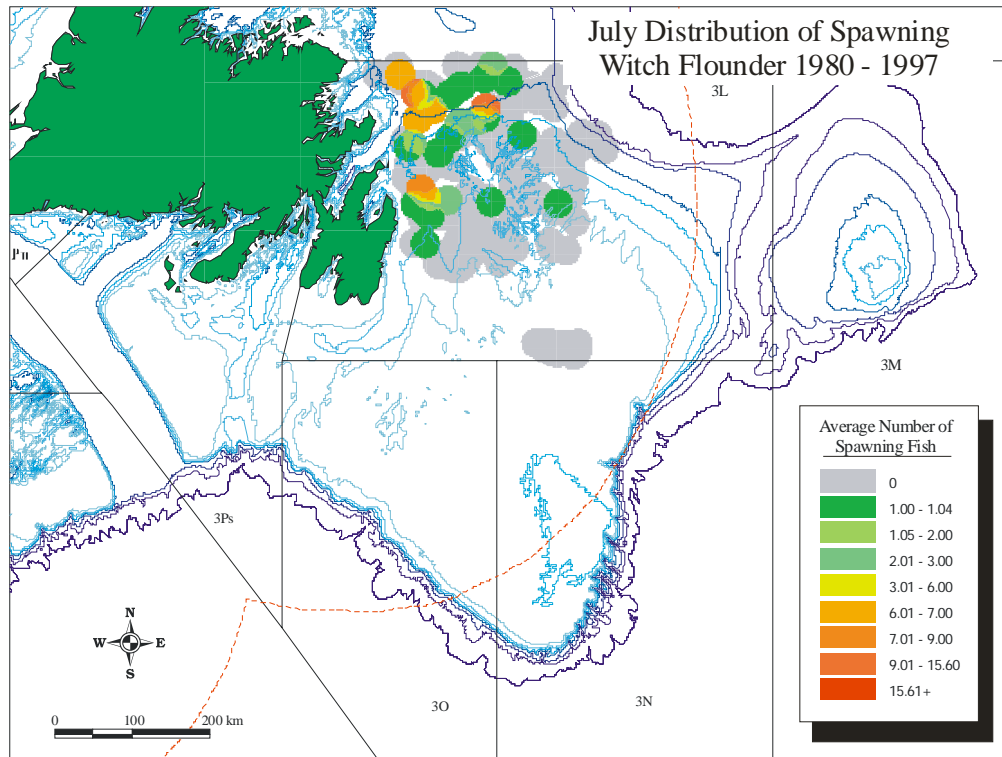 July Distribution of Spawning
Witch Flounder 1980 - 1997
3L
3M
Average Number of
Spawning Fish
0
1.00 - 1.04
1.05 - 2.00
2.01 - 3.00
3.01 - 6.00
6.01 - 7.00
7.01 - 9.00
9.01 - 15.60
15.61+
3Ps
N
W E
S
0 100 200 km
3O
3N